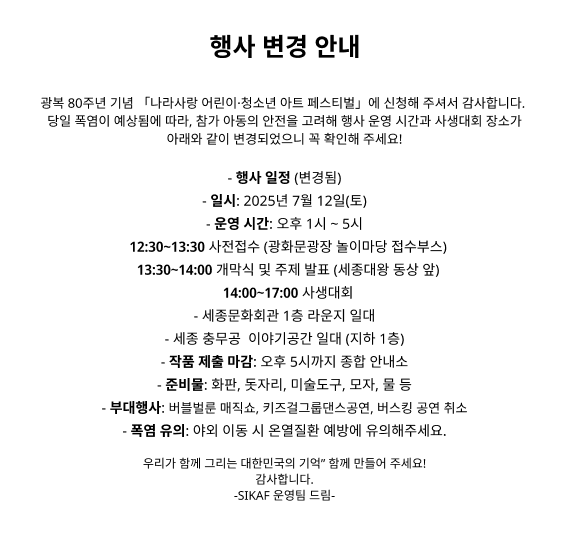 행사 변경 안내
광복 80주년 기념 「나라사랑 어린이·청소년 아트 페스티벌」에 신청해 주셔서 감사합니다.
당일 폭염이 예상됨에 따라, 참가 아동의 안전을 고려해 행사 운영 시간과 사생대회 장소가
아래와 같이 변경되었으니 꼭 확인해 주세요!
- 행사 일정 (변경됨)
- 일시: 2025년 7월 12일(토)
- 운영 시간: 오후 1시 ~ 5시
12:30~13:30 사전접수 (광화문광장 놀이마당 접수부스)
13:30~14:00 개막식 및 주제 발표 (세종대왕 동상 앞)
14:00~17:00 사생대회
- 세종문화회관 1층 라운지 일대
- 세종 충무공 이야기공간 일대 (지하 1층)
- 작품 제출 마감: 오후 5시까지 종합 안내소
- 준비물: 화판, 돗자리, 미술도구, 모자, 물 등
- 부대행사: 버블벌룬 매직쇼, 키즈걸그룹댄스공연, 버스킹 공연 취소
- 폭염 유의: 야외 이동 시 온열질환 예방에 유의해주세요.
우리가 함께 그리는 대한민국의 기억” 함께 만들어 주세요!
감사합니다.
-SIKAF 운영팀 드림-